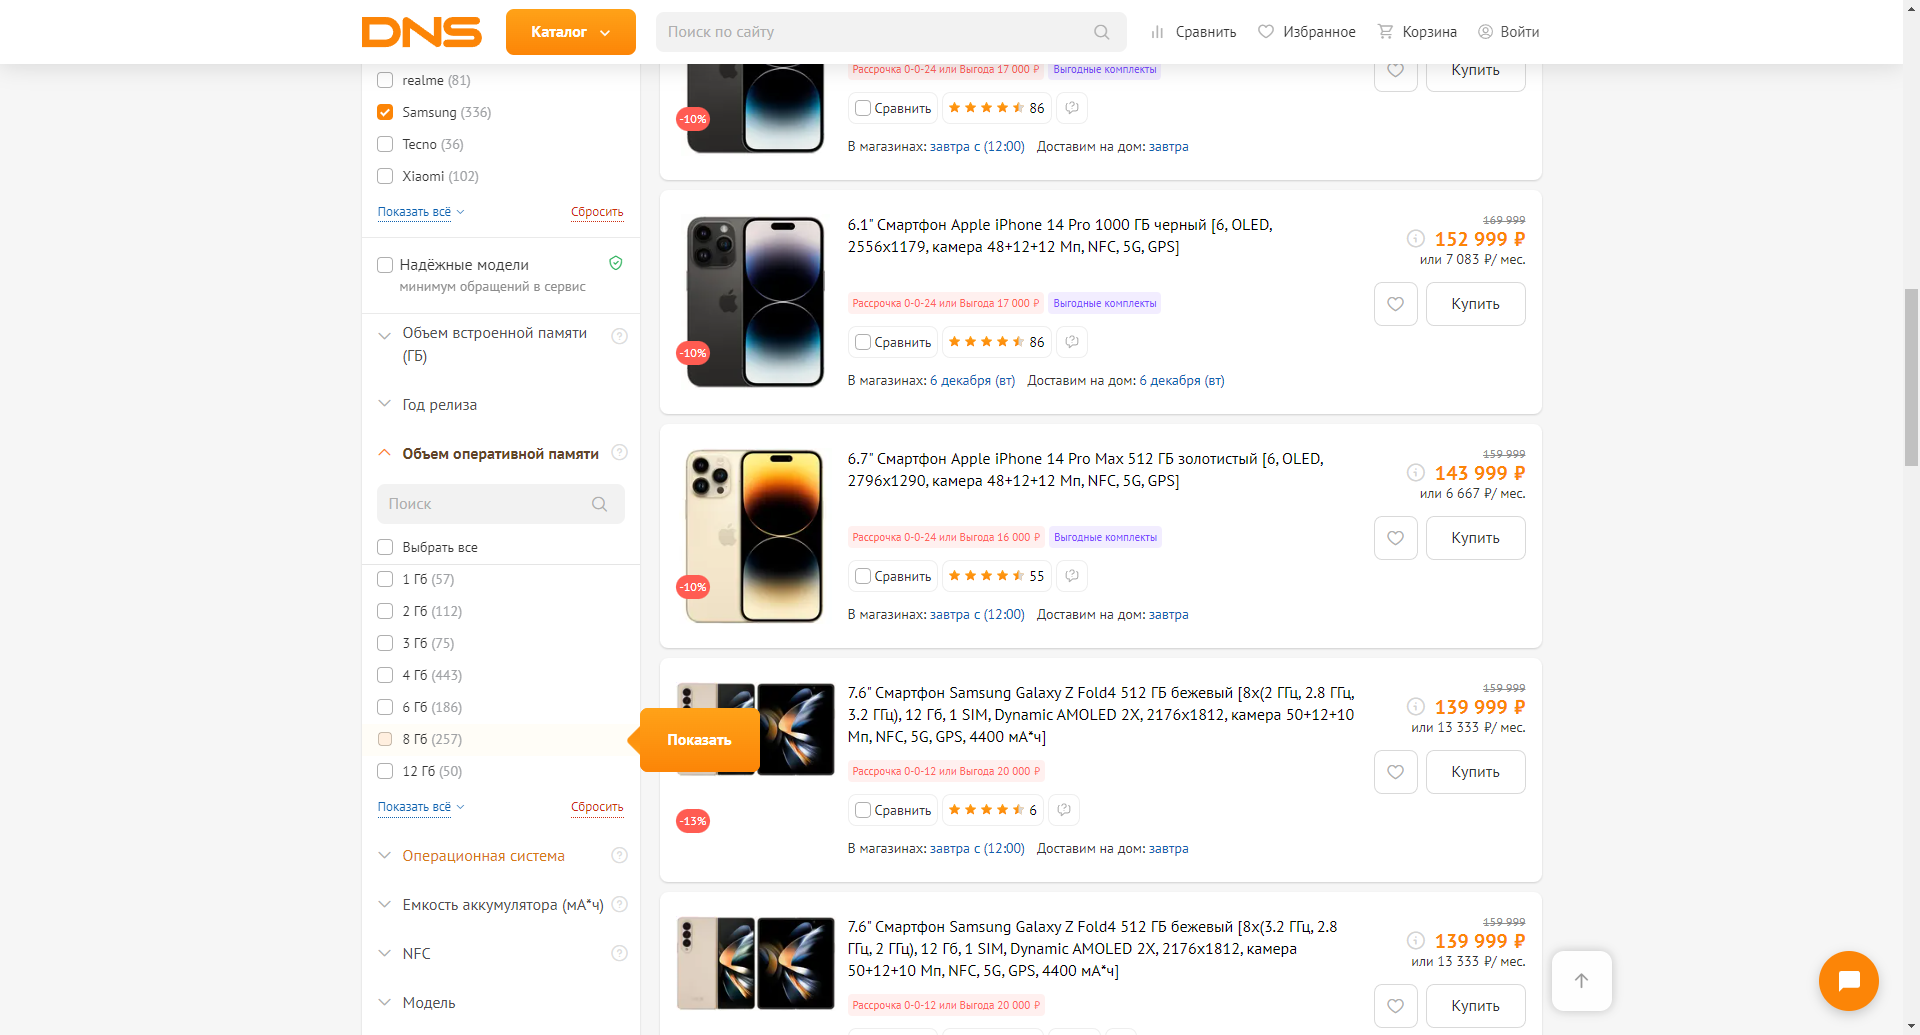 DNS
Каталог
Поиск по сайту
Сравнить
Избранное
Корзина
Войти
realme (81)
Samsung (336)
Tecno (36)
Xiaomi (102)
Показать всё
Сбросить
Надёжные модели
минимум обращений в сервис
Объем встроенной памяти
(ГБ)
Год релиза
Объем оперативной памяти
Поиск
Выбрать все
1 Гб (57)
2 Гб (112)
3 Гб (75)
4 Гб (443)
6 Гб (186)
8 Гб (257)
12 Гб (50)
Показать всё
Сбросить
Показать
Операционная система
Емкость аккумулятора (мА*ч)
NFC
Модель
-10%
Рассрочка 0-0-24 или Выгода 17 000 ₽
Выгодные комплекты
Купить
Сравнить
86
В магазинах: завтра с (12:00) Доставим на дом: завтра
6.1" Смартфон Apple iPhone 14 Pro 1000 ГБ черный [6, OLED,
2556x1179, камера 48+12+12 Мп, NFC, 5G, GPS]
169 999
152 999 ₽
или 7 083 ₽/ мес.
Рассрочка 0-0-24 или Выгода 17 000 ₽
Выгодные комплекты
Купить
-10%
Сравнить
86
В магазинах: 6 декабря (вт) Доставим на дом: 6 декабря (вт)
6.7" Смартфон Apple iPhone 14 Pro Max 512 ГБ золотистый [6, OLED,
2796x1290, камера 48+12+12 Мп, NFC, 5G, GPS]
159 999
143 999 ₽
или 6 667 ₽/ мес.
Рассрочка 0-0-24 или Выгода 16 000 ₽
Выгодные комплекты
Купить
-10%
Сравнить
55
В магазинах: завтра с (12:00) Доставим на дом: завтра
7.6" Смартфон Samsung Galaxy Z Fold4 512 ГБ бежевый [8x(2 ГГц, 2.8 ГГц,
3.2 ГГц), 12 Гб, 1 SIM, Dynamic AMOLED 2X, 2176x1812, камера 50+12+10
Мп, NFC, 5G, GPS, 4400 мА*ч]
159 999
139 999 ₽
или 13 333 ₽/ мес.
Рассрочка 0-0-12 или Выгода 20 000 ₽
Купить
-13%
Сравнить
6
В магазинах: завтра с (12:00) Доставим на дом: завтра
7.6" Смартфон Samsung Galaxy Z Fold4 512 ГБ бежевый [8x(3.2 ГГц, 2.8
ГГц, 2 ГГц), 12 Гб, 1 SIM, Dynamic AMOLED 2X, 2176x1812, камера
50+12+10 Мп, NFC, 5G, GPS, 4400 мА*ч]
159 999
139 999 ₽
или 13 333 ₽/ мес.
Рассрочка 0-0-12 или Выгода 20 000 ₽
Купить